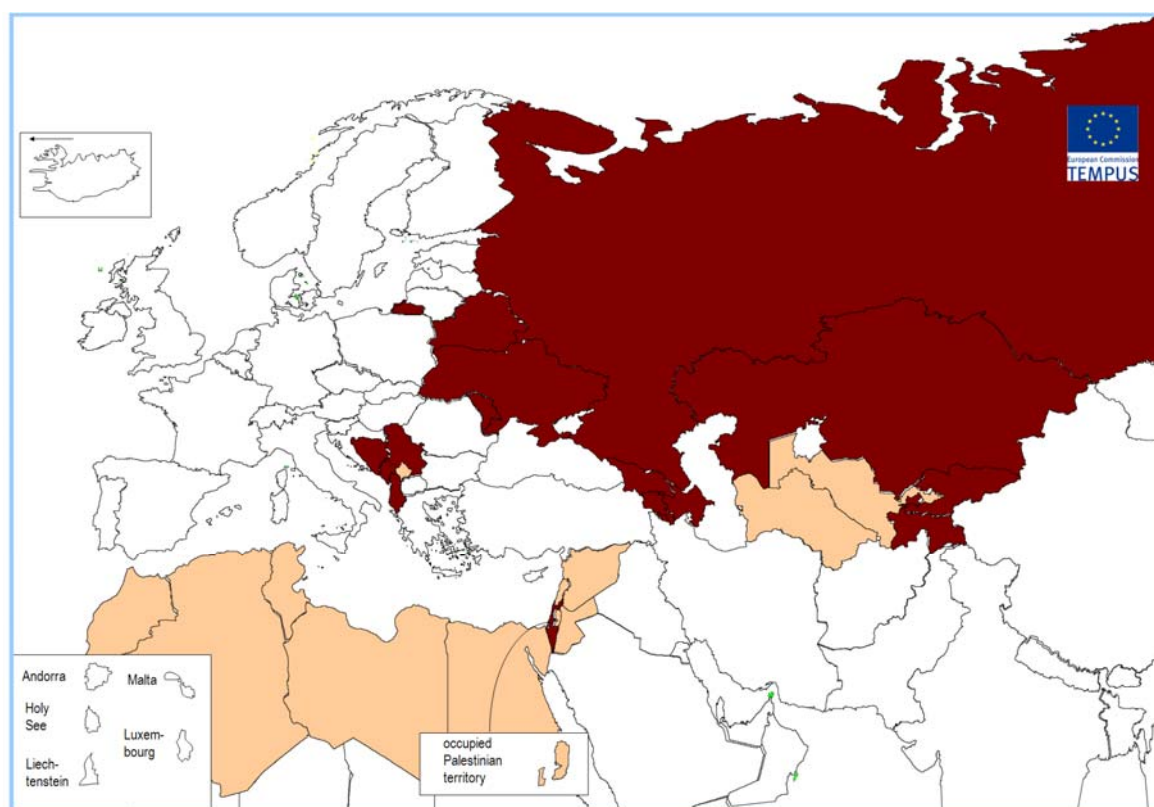 European Commission
TEMPUS
Andorra
Malta
Holy
See
Luxem-
bourg
Liech-
tenstein
occupied
Palestinian
territory